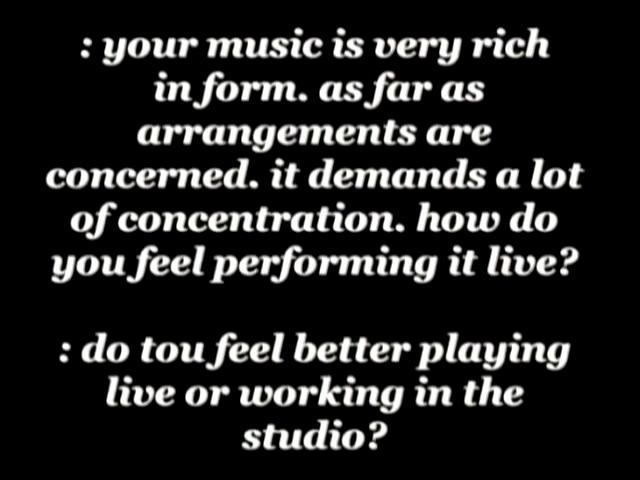 : your music is very rich
in form. as far as
arrangements are
concerned. it demands a lot
of concentration. how do
you feel performing it live?
: do tou feel better playing
live or working in the
studio?